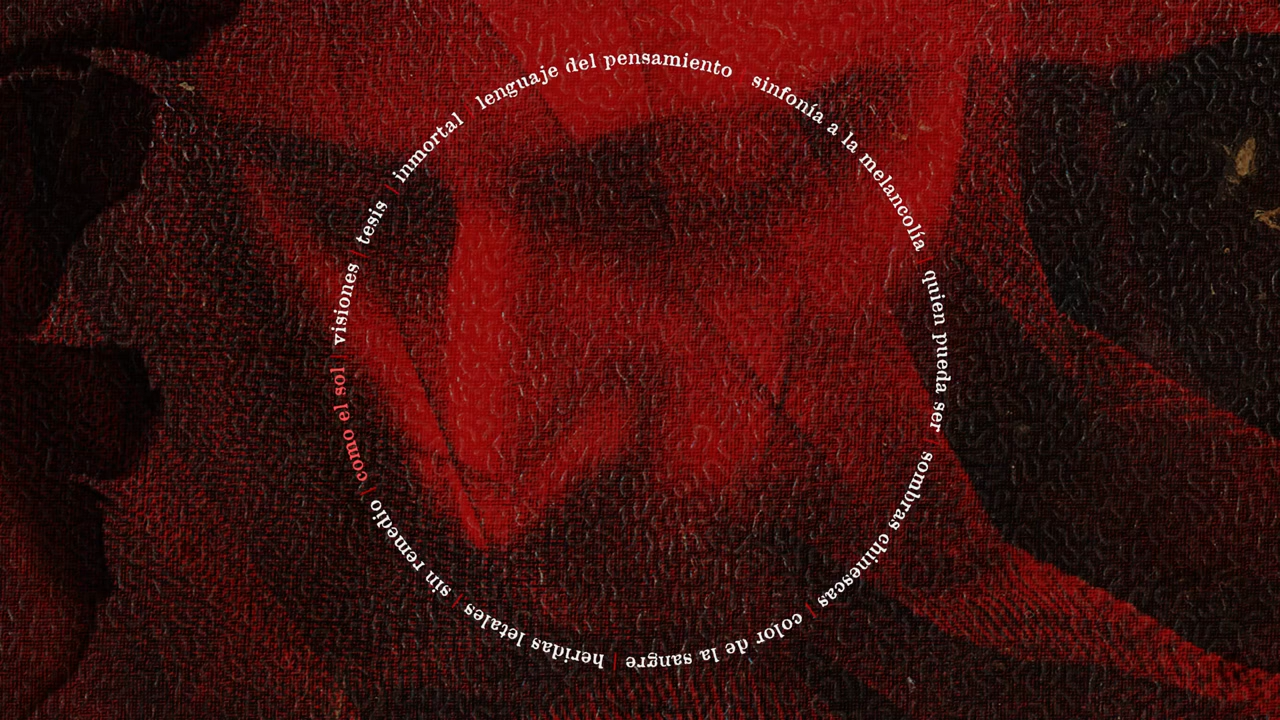 lenguaje del pensamiento
sinfonía a la melancolía
quien pueda ser
sombras chinescas
color de la sangre
heridas letales
sin remedio
como el sol
visiones
tesis
inmortal